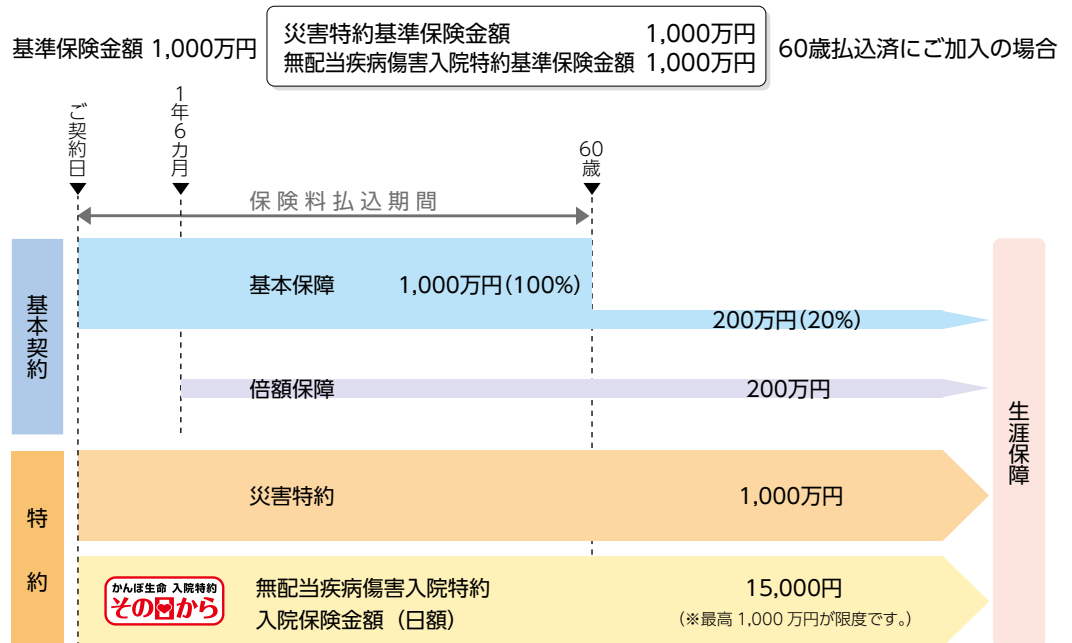 基準保険金額 1,000万円
災害特約基準保険金額 1,000万円
無配当疾病傷害入院特約基準保険金額 1,000万円
60歳払込済にご加入の場合
ご契約日
1年6カ月
60歳
保険料払込期間
基本契約
基本保障 1,000万円(100%)
200万円(20%)
倍額保障 200万円
生涯保障
特約
災害特約 1,000万円
かんぽ生命 入院特約
その日から
無配当疾病傷害入院特約 15,000円
入院保険金額（日額） (※最高 1,000 万円が限度です。)